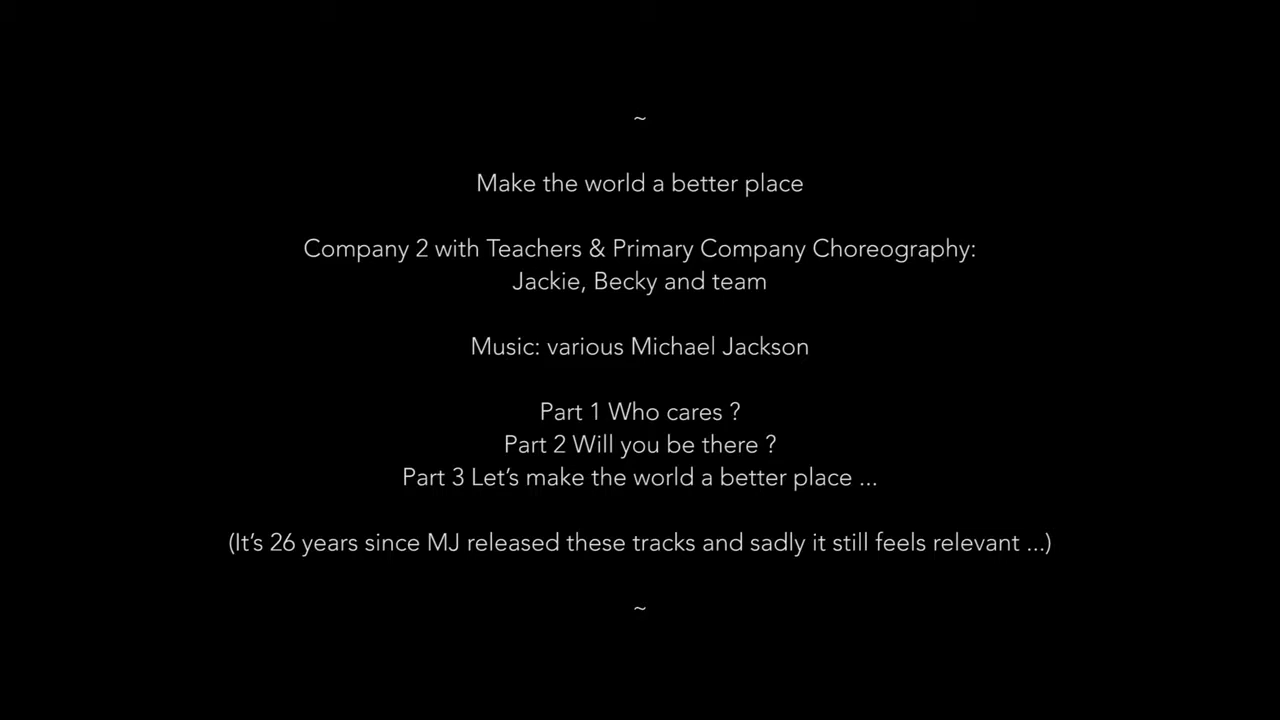 ~
Make the world a better place
Company 2 with Teachers & Primary Company Choreography:
Jackie, Becky and team
Music: various Michael Jackson
Part 1 Who cares ?
Part 2 Will you be there ?
Part 3 Let’s make the world a better place ...
(It’s 26 years since MJ released these tracks and sadly it still feels relevant ...)
~